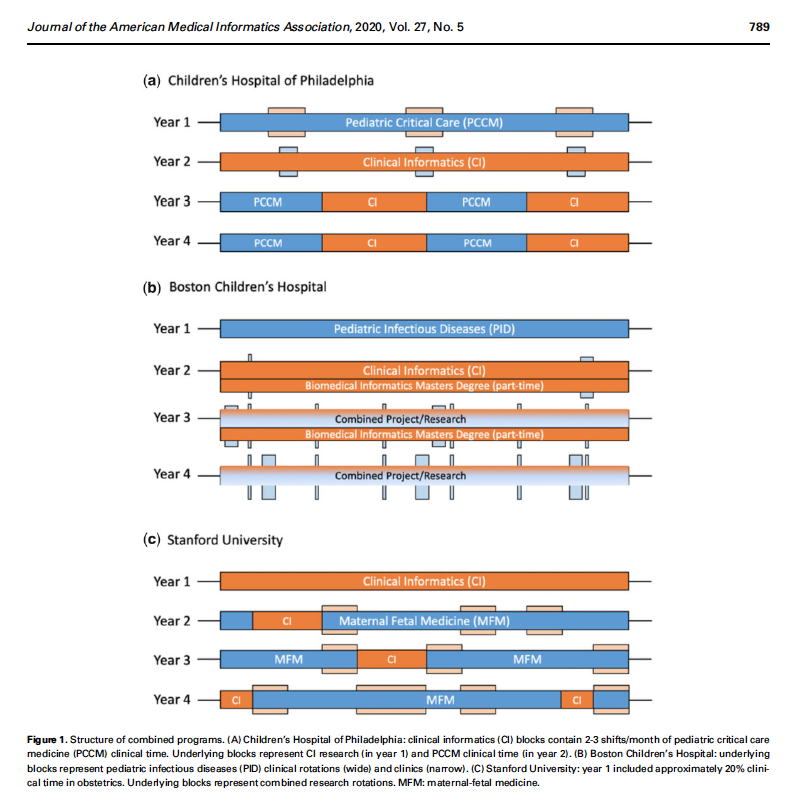 Journal of the American Medical Informatics Association, 2020, Vol. 27, No. 5 789
(a) Children's Hospital of Philadelphia
Year 1 Pediatric Critical Care (PCCM)
Year 2 Clinical Informatics (CI)
Year 3 PCCM CI PCCM CI
Year 4 PCCM CI PCCM CI
(b) Boston Children's Hospital
Year 1 Pediatric Infectious Diseases (PID)
Year 2 Clinical Informatics (CI)
Biomedical Informatics Masters Degree (part-time)
Year 3 Combined Project/Research
Biomedical Informatics Masters Degree (part-time)
Year 4 Combined Project/Research
(c) Stanford University
Year 1 Clinical Informatics (CI)
Year 2 CI Maternal Fetal Medicine (MFM)
Year 3 MFM CI MFM
Year 4 CI MFM CI
Figure 1. Structure of combined programs. (A) Children's Hospital of Philadelphia: clinical informatics (CI) blocks contain 2-3 shifts/month of pediatric critical care
medicine (PCCM) clinical time. Underlying blocks represent CI research (in year 1) and PCCM clinical time (in year 2). (B) Boston Children's Hospital: underlying
blocks represent pediatric infectious diseases (PID) clinical rotations (wide) and clinics (narrow). (C) Stanford University: year 1 included approximately 20% clini-
cal time in obstetrics. Underlying blocks represent combined research rotations. MFM: maternal-fetal medicine.